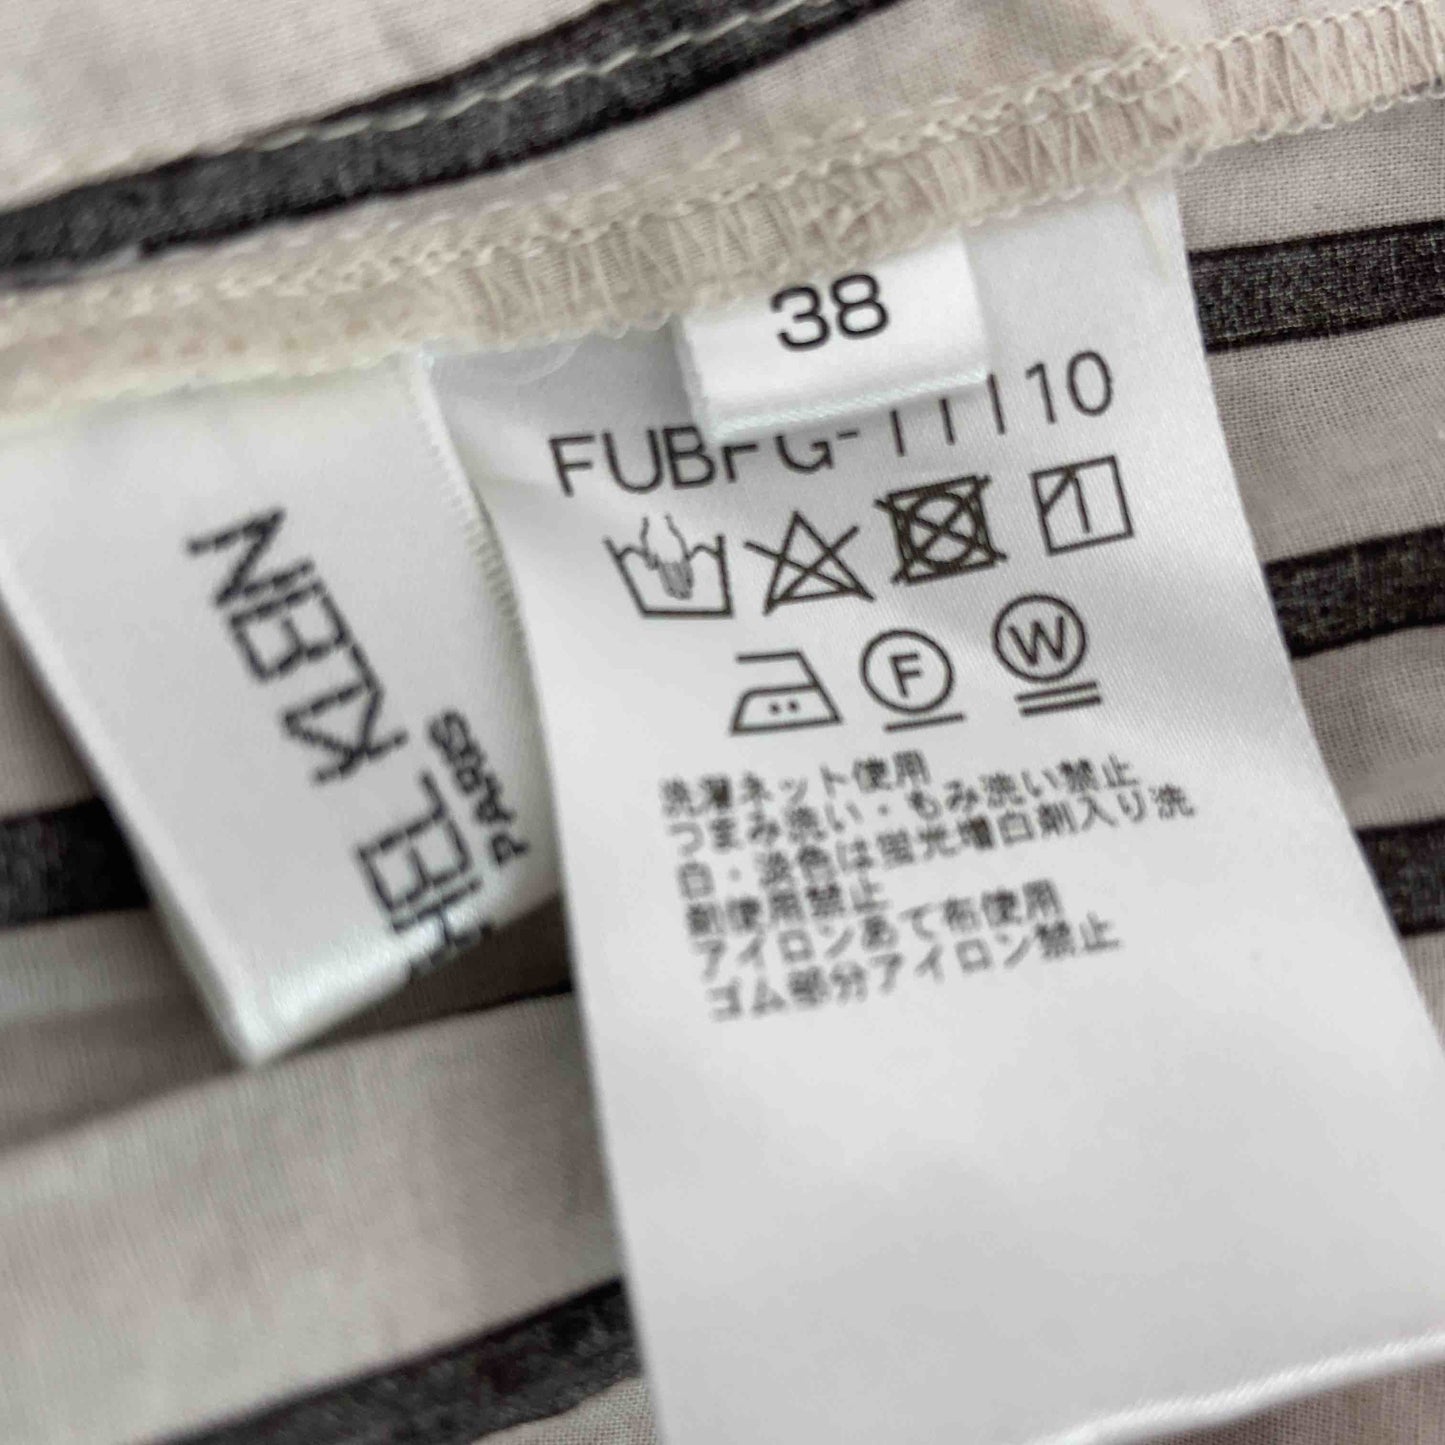 38
FUBFG-11110
F
W
洗濯ネット使用
つまみ洗い・もみ洗い禁止
白・淡色は蛍光増白剤入り洗
剤使用禁止
アイロンあて布使用
ゴム部分アイロン禁止
PARIS